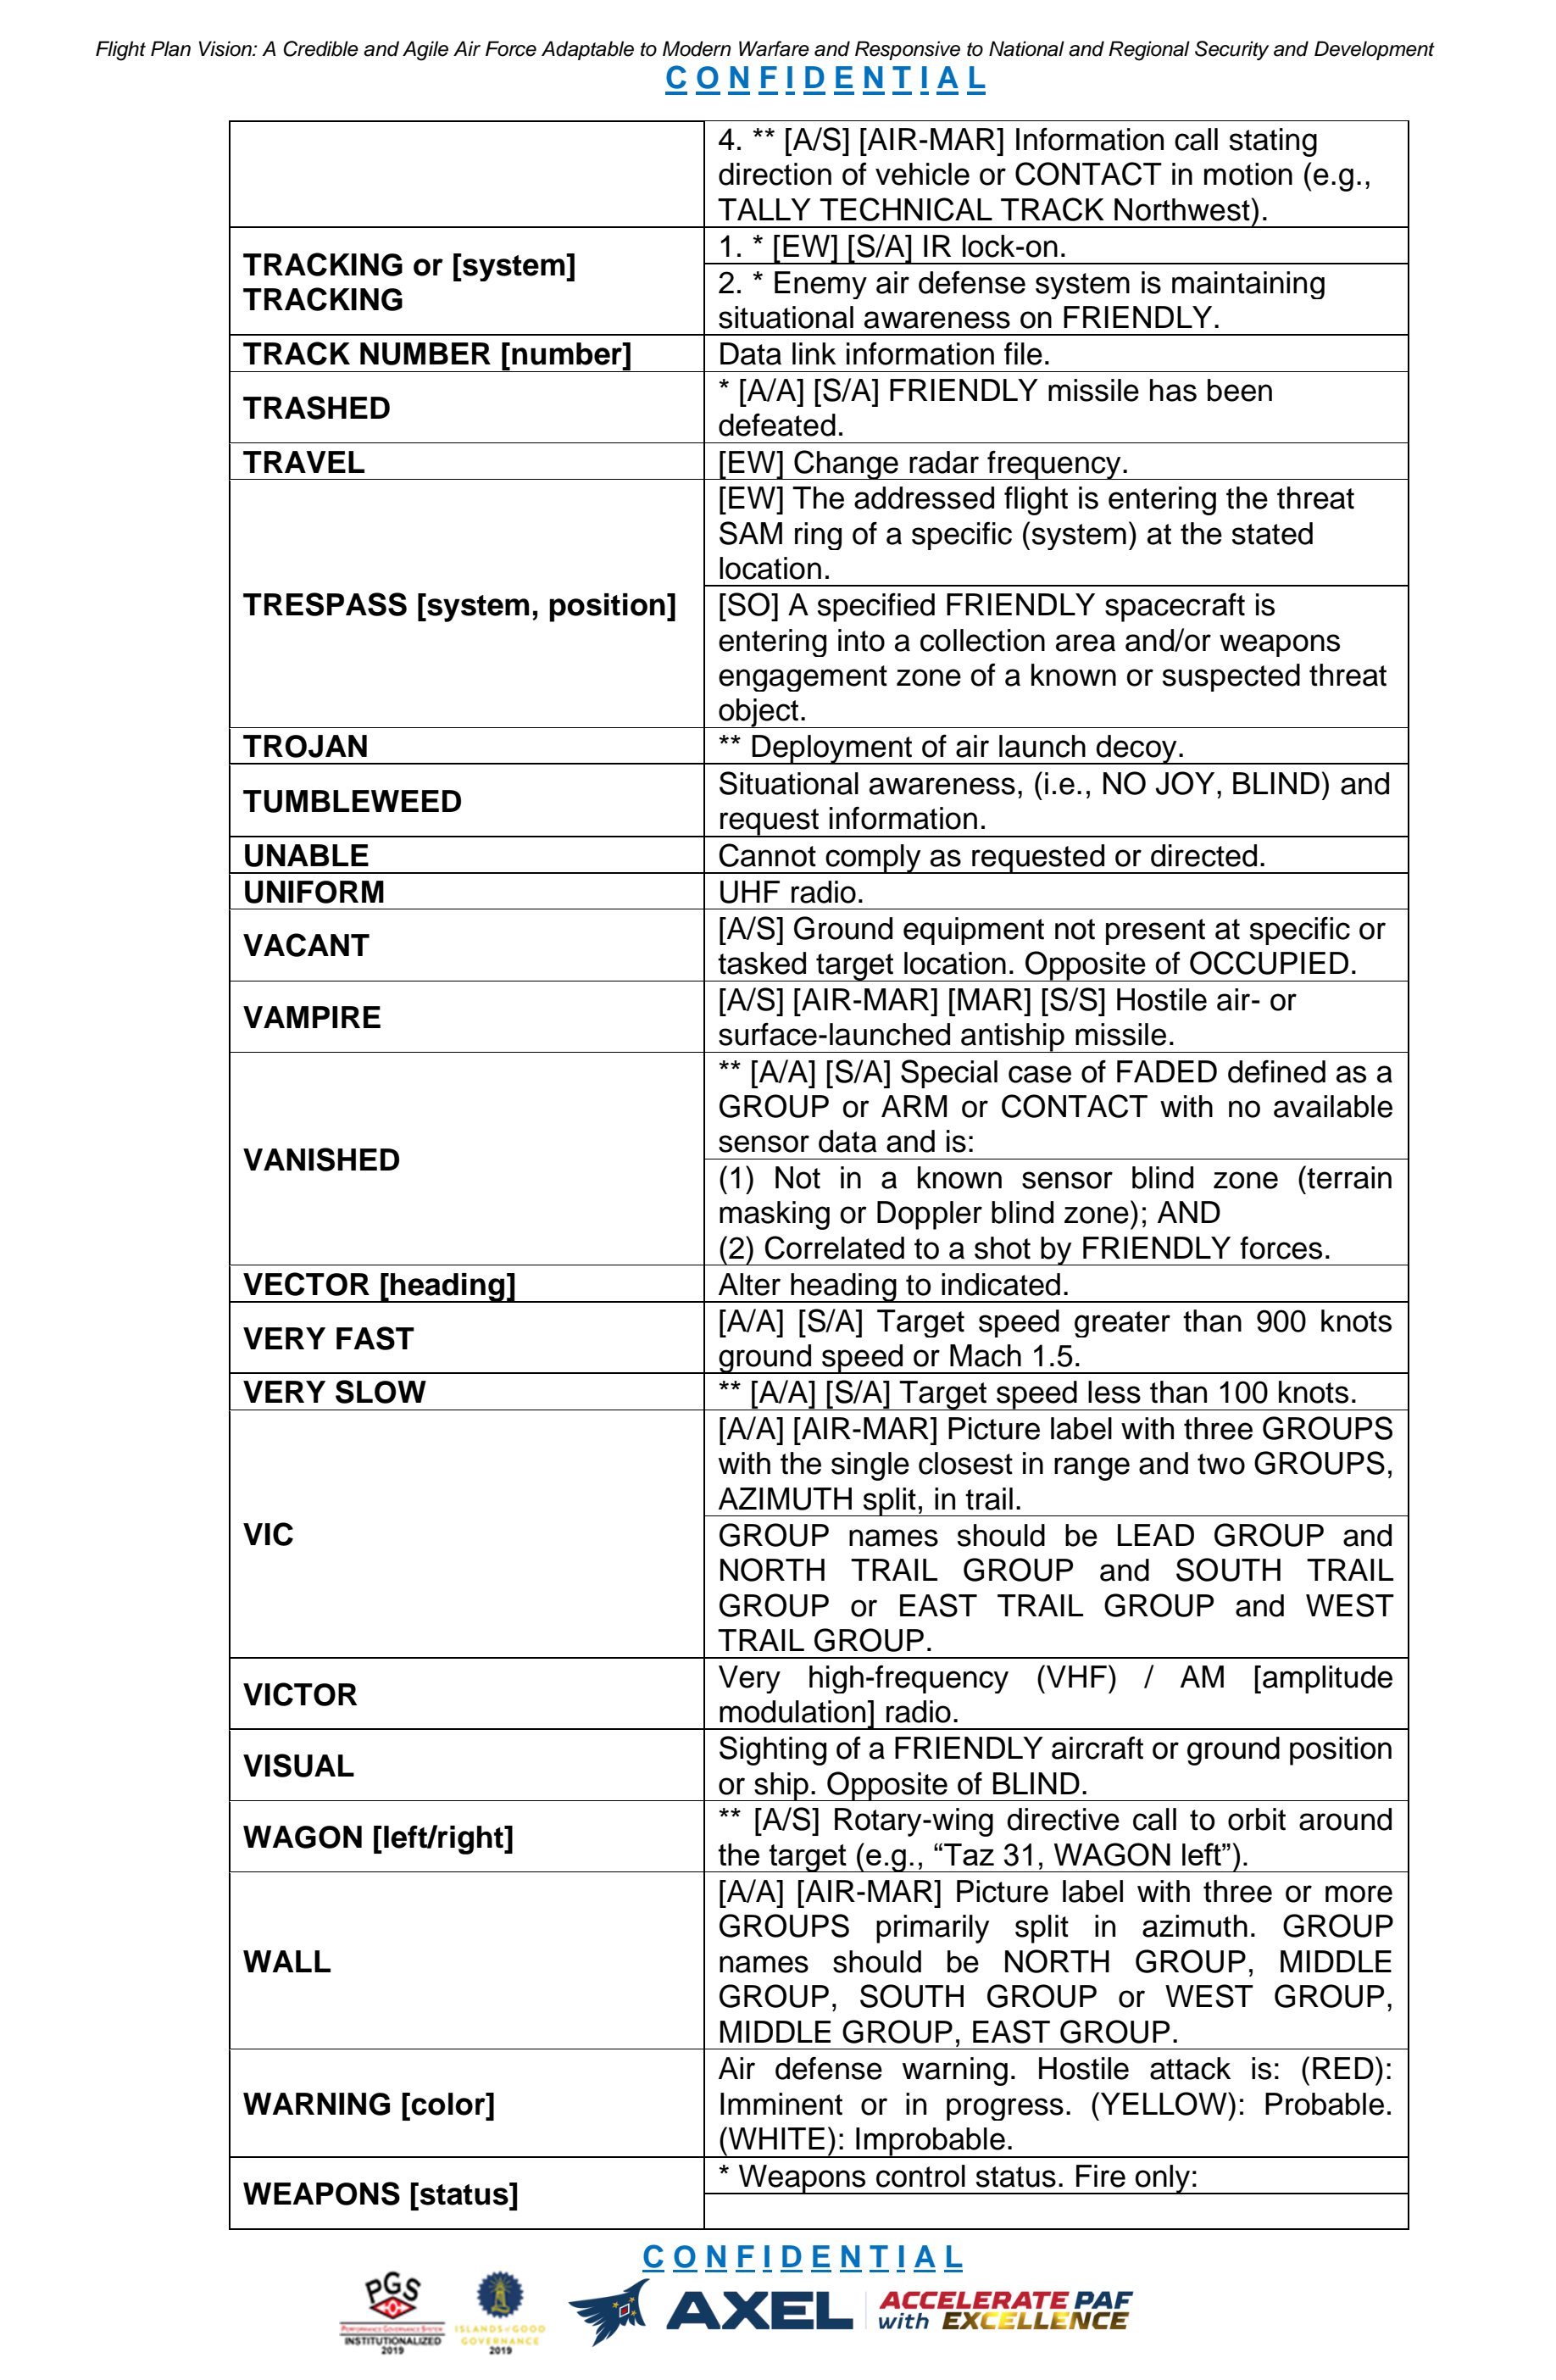 Flight Plan Vision: A Credible and Agile Air Force Adaptable to Modern Warfare and Responsive to National and Regional Security and Development
CONFIDENTIAL
4. ** [A/S] [AIR-MAR] Information call stating
direction of vehicle or CONTACT in motion (e.g.,
TALLY TECHNICAL TRACK Northwest).
TRACKING or [system]
TRACKING
1. * [EW] [S/A] IR lock-on.
2. * Enemy air defense system is maintaining
situational awareness on FRIENDLY.
TRACK NUMBER [number]
Data link information file.
TRASHED
* [A/A] [S/A] FRIENDLY missile has been
defeated.
TRAVEL
[EW] Change radar frequency.
TRESPASS [system, position]
[EW] The addressed flight is entering the threat
SAM ring of a specific (system) at the stated
location.
[SO] A specified FRIENDLY spacecraft is
entering into a collection area and/or weapons
engagement zone of a known or suspected threat
object.
TROJAN
** Deployment of air launch decoy.
TUMBLEWEED
Situational awareness, (i.e., NO JOY, BLIND) and
request information.
UNABLE
Cannot comply as requested or directed.
UNIFORM
UHF radio.
VACANT
[A/S] Ground equipment not present at specific or
tasked target location. Opposite of OCCUPIED.
VAMPIRE
[A/S] [AIR-MAR] [MAR] [S/S] Hostile air- or
surface-launched antiship missile.
VANISHED
** [A/A] [S/A] Special case of FADED defined as a
GROUP or ARM or CONTACT with no available
sensor data and is:
(1) Not in a known sensor blind zone (terrain
masking or Doppler blind zone); AND
(2) Correlated to a shot by FRIENDLY forces.
VECTOR [heading]
Alter heading to indicated.
VERY FAST
[A/A] [S/A] Target speed greater than 900 knots
ground speed or Mach 1.5.
VERY SLOW
** [A/A] [S/A] Target speed less than 100 knots.
VIC
[A/A] [AIR-MAR] Picture label with three GROUPS
with the single closest in range and two GROUPS,
AZIMUTH split, in trail.
GROUP names should be LEAD GROUP and
NORTH TRAIL GROUP and SOUTH TRAIL
GROUP or EAST TRAIL GROUP and WEST
TRAIL GROUP.
VICTOR
Very high-frequency (VHF) / AM [amplitude
modulation] radio.
VISUAL
Sighting of a FRIENDLY aircraft or ground position
or ship. Opposite of BLIND.
WAGON [left/right]
** [A/S] Rotary-wing directive call to orbit around
the target (e.g., “Taz 31, WAGON left”).
WALL
[A/A] [AIR-MAR] Picture label with three or more
GROUPS primarily split in azimuth. GROUP
names should be NORTH GROUP, MIDDLE
GROUP, SOUTH GROUP or WEST GROUP,
MIDDLE GROUP, EAST GROUP.
WARNING [color]
Air defense warning. Hostile attack is: (RED):
Imminent or in progress. (YELLOW): Probable.
(WHITE): Improbable.
WEAPONS [status]
* Weapons control status. Fire only:
CONFIDENTIAL
PGS
PERFORMANCE GOVERNANCE SYSTEM
INSTITUTIONALIZED
2019
ISLANDS of GOOD
GOVERNANCE
2019
AXEL
ACCELERATE PAF
with EXCELLENCE